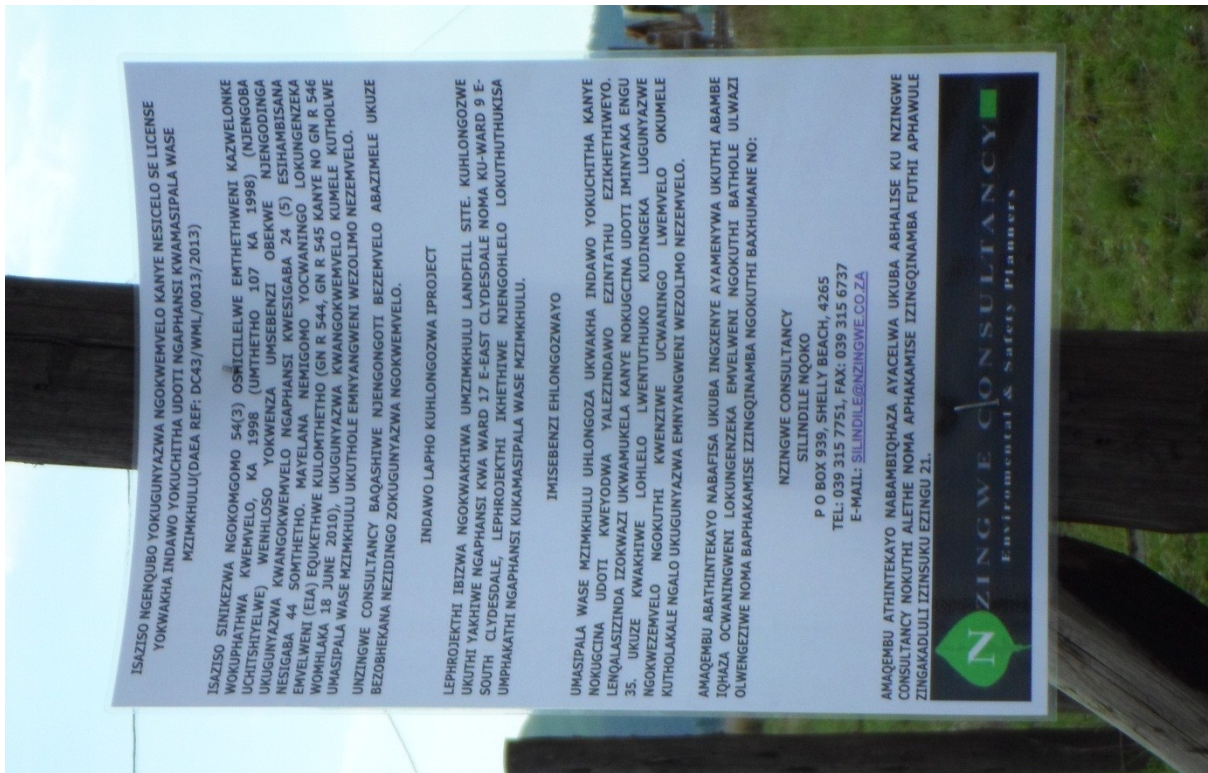 ISAZISO NGENQUBO YOKUGUNYAZWA NGOKWEMVELO KANYE NESICELO SE LICENSE
YOKWAKHA INDAWO YOKUCHITHA UDOTI NGAPHANSI KWAMASIPALA WASE
MZIMKHULU(DAEA REF: DC43/WML/0013/2013)
ISAZISO SINIKEZWA NGOKOMGOMO 54(3) OSHICILELWE EMTHETHWENI KAZWELONKE
WOKUPHATHWA KWEMVELO, KA 1998 (UMTHETHO 107 KA 1998) (NJENGOBA
UCHITSHIYELWE) WENHLOSO YOKWENZA UMSEBENZI OBEKWE NJENGODINGA
UKUGUNYAZWA KWANGOKWEMVELO NGAPHANSI KWESIGABA 24 (5) ESIHAMBISANA
NESIGABA 44 SOMTHETHO. MAYELANA NEMIGOMO YOCWANINGO LOKUNGENZEKA
EMVELWENI (EIA) EQUKETHWE KULOMTHETHO (GN R 544, GN R 545 KANYE NO GN R 546
WOMHLAKA 18 JUNE 2010), UKUGUNYAZWA KWANGOKWEMVELO KUMELE KUTHOLWE
UMASIPALA WASE MZIMKHULU UKUTHOLE EMNYANGWENI WEZOLIMO NEZEMVELO.
UNZINGWE CONSULTANCY BAQASHIWE NJENGONGOTI BEZEMVELO ABAZIMELE UKUZE
BEZOBHEKANA NEZIDINGO ZOKUGUNYAZWA NGOKWEMVELO.
INDAWO LAPHO KUHLONGOZWA IPROJECT
LEPHROJEKTHI IBIZWA NGOKWAKHIWA UMZIMKHULU LANDFILL SITE. KUHLONGOZWE
UKUTHI YAKHIWE NGAPHANSI KWA WARD 17 E-EAST CLYDESDALE NOMA KU-WARD 9 E-
SOUTH CLYDESDALE, LEPHROJEKTHI IKHETHIWE NJENGOHLELO LOKUTHUTHUKISA
UMPHAKATHI NGAPHANSI KUKAMASIPALA WASE MZIMKHULU.
IMISEBENZI EHLONGOZWAYO
UMASIPALA WASE MZIMKHULU UHLONGOZA UKWAKHA INDAWO YOKUCHITHA KANYE
NOKUGCINA UDOTI KWEYODWA YALEZINDAWO EZINTATHU EZIKHETHIWEYO.
LENQALASIZINDA IZOKWAZI UKWAMUKELA KANYE NOKUGCINA UDOTI IMINYAKA ENGU
35. UKUZE KWAKHIWE LOHLELO LWENTUTHUKO KUDINGEKA LUGUNYAZWE
NGOKWEZEMVELO NGOKUTHI KWENZIWE UCWANINGO LWEMVELO OKUMELE
KUTHOLAKALE NGALO UKUGUNYAZWA EMNYANGWENI WEZOLIMO NEZEMVELO.
AMAQEMBU ABATHINTEKAYO NABAFISA UKUBA INGXENYE AYAMENYWA UKUTHI ABAMBE
IQHAZA OCWANINGWENI LOKUNGENZEKA EMVELWENI NGOKUTHI BATHOLE ULWAZI
OLWENGEZIWE NOMA BAPHAKAMISE IZINGQINAMBA NGOKUTHI BAXHUMANE NO:
NZINGWE CONSULTANCY
SILINDILE NQOKO
P O BOX 939, SHELLY BEACH, 4265
TEL: 039 315 7751, FAX: 039 315 6737
E-MAIL: SILINDILE@NZINGWE.CO.ZA
AMAQEMBU ATHINTEKAYO NABAMBIQHAZA AYACELWA UKUBA ABHALISE KU NZINGWE
CONSULTANCY NOKUTHI ALETHE NOMA APHAKAMISE IZINGQINAMBA FUTHI APHAWULE
ZINGAKADLULI IZINSUKU EZINGU 21.
N
NZINGWE CONSULTANCY
Enviromental & Safety Planners